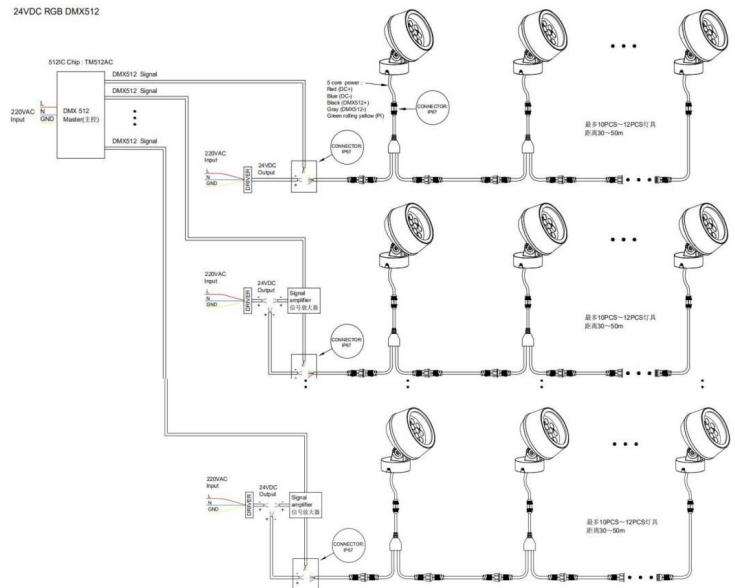 24VDC RGB DMX512
512IC Chip : TM512AC
DMX512 Signal
DMX512 Signal
220VAC
Input
L
N
GND
DMX 512
Master(主控)
DMX512 Signal
5 core power :
Red (DC+)
Blue (DC-)
Black (DMX512+)
Gray (DMX512-)
Green rolling yellow (PI)
CONNECTOR:
IP67
最多10PCS～12PCS灯具
距离30～50m
CONNECTOR:
IP67
220VAC
Input
L
N
GND
DRIVER
24VDC
Output
220VAC
Input
L
N
GND
DRIVER
24VDC
Output
Signal
amplifier
信号放大器
CONNECTOR:
IP67
最多10PCS～12PCS灯具
距离30～50m
220VAC
Input
L
N
GND
DRIVER
24VDC
Output
Signal
amplifier
信号放大器
CONNECTOR:
IP67
最多10PCS～12PCS灯具
距离30～50m